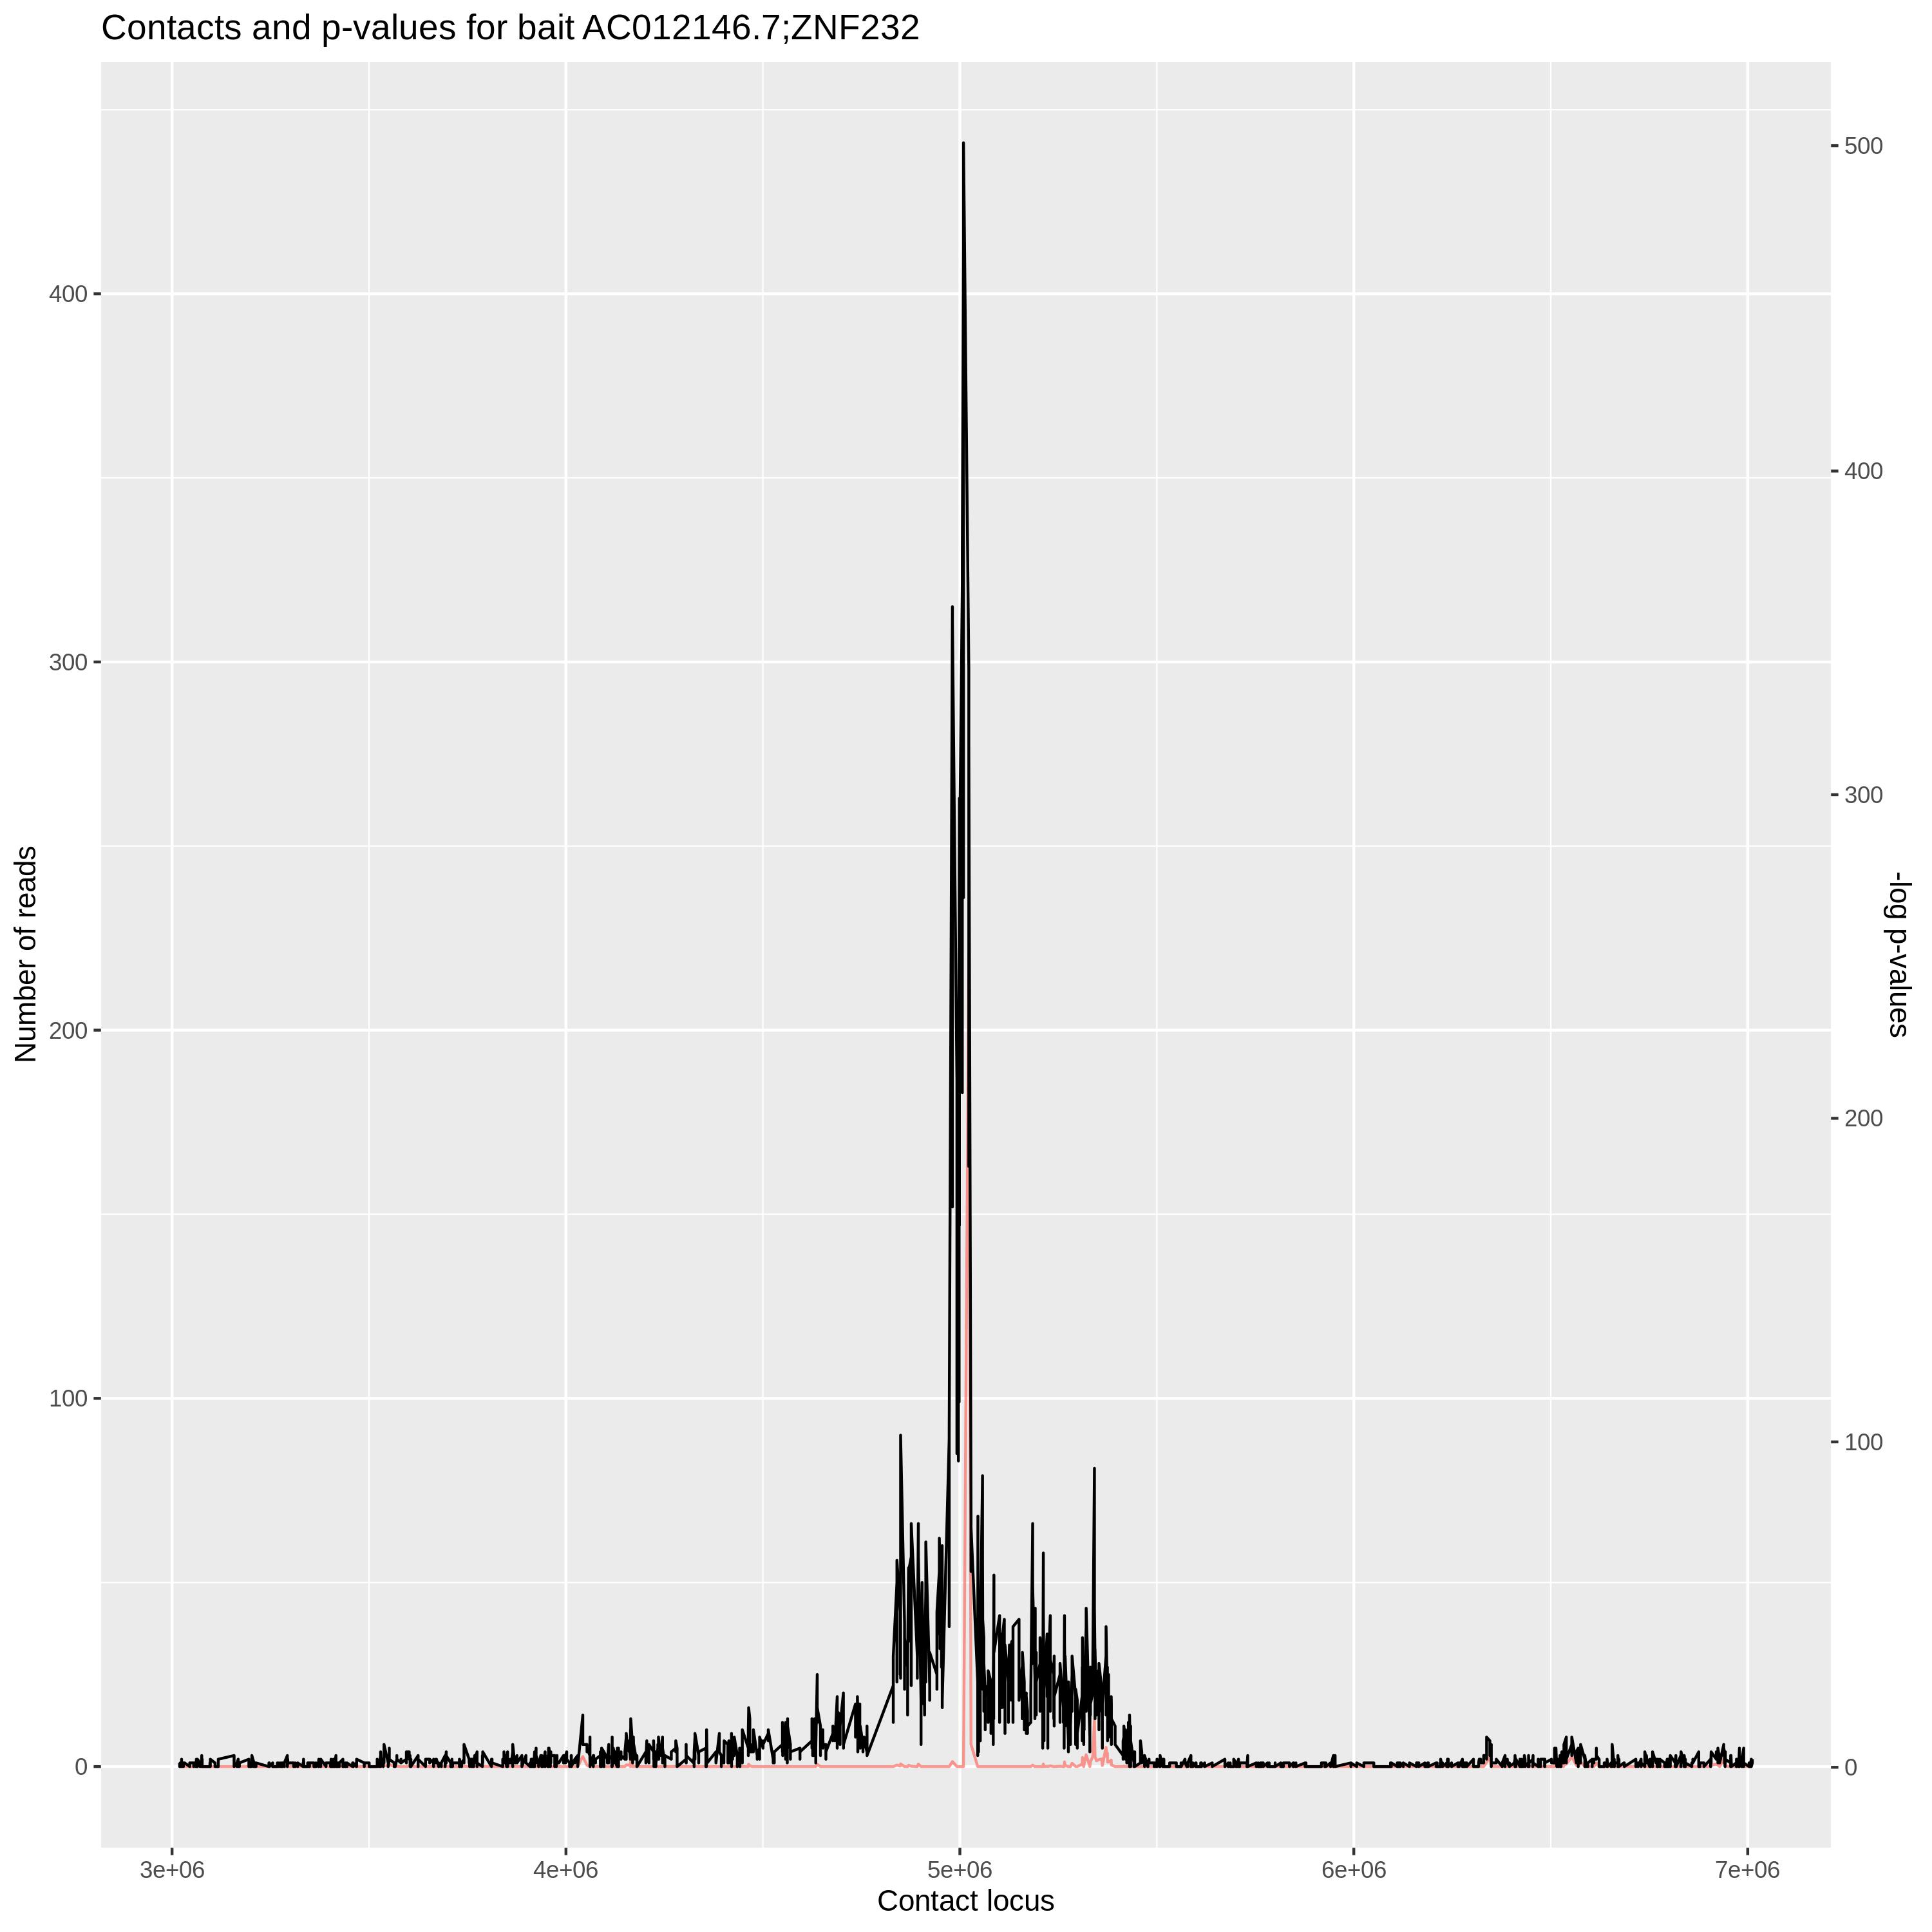 Contacts and p-values for bait AC012146.7;ZNF232
Number of reads
400
300
200
100
0
500
400
300
200
100
0
-log p-values
3e+06
4e+06
5e+06
6e+06
7e+06
Contact locus